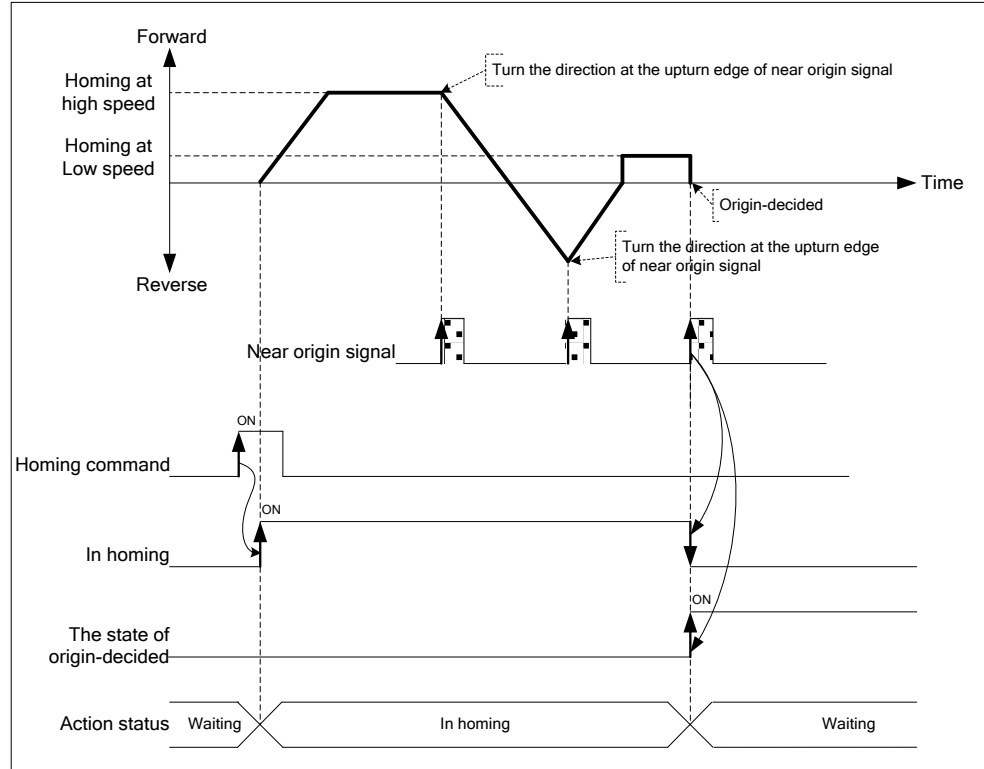 Forward
Homing at
high speed
Turn the direction at the upturn edge of near origin signal
Homing at
Low speed
Time
Origin-decided
Turn the direction at the upturn edge
of near origin signal
Reverse
Near origin signal
ON
Homing command
ON
In homing
ON
The state of
origin-decided
Action status
Waiting
In homing
Waiting